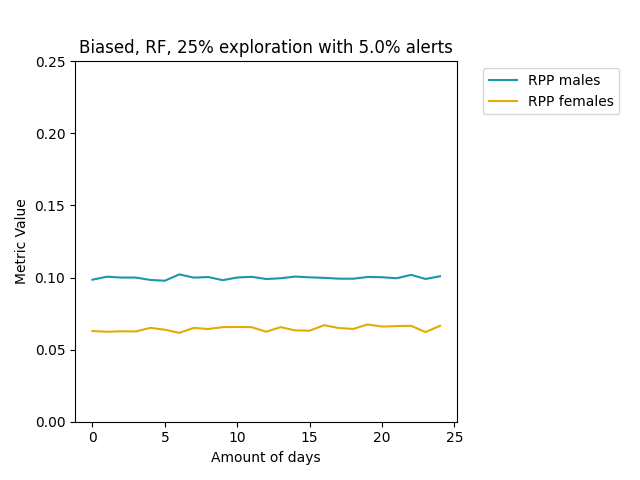 Biased, RF, 25% exploration with 5.0% alerts
RPP males
RPP females
Metric Value
0.25
0.20
0.15
0.10
0.05
0.00
0 5 10 15 20 25
Amount of days